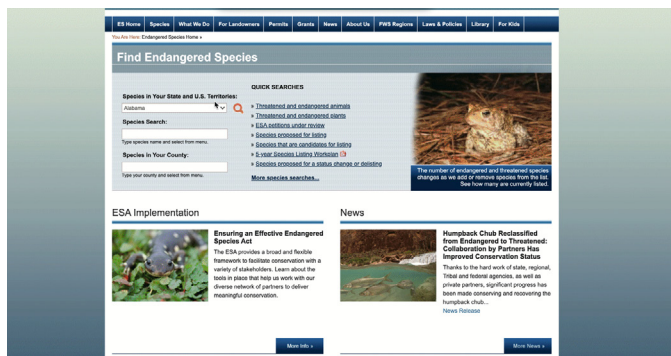 ES Home Species What We Do For Landowners Permits Grants News About Us FWS Regions Laws & Policies Library For Kids
You Are Here: Endangered Species Home »
Find Endangered Species
Species in Your State and U.S. Territories:
Alabama
Species Search:
Type species name and select from menu.
Species in Your County:
Type your county and select from menu.
QUICK SEARCHES
» Threatened and endangered animals
» Threatened and endangered plants
» ESA petitions under review
» Species proposed for listing
» Species that are candidates for listing
» 5-year Species Listing Workplan
» Species proposed for a status change or delisting
More species searches...
The number of endangered and threatened species
changes as we add or remove species from the list.
See how many are currently listed.
ESA Implementation
Ensuring an Effective Endangered
Species Act
The ESA provides a broad and flexible
framework to facilitate conservation with a
variety of stakeholders. Learn about the
tools in place that help us work with our
diverse network of partners to deliver
meaningful conservation.
More Info »
News
Humpback Chub Reclassified
from Endangered to Threatened:
Collaboration by Partners Has
Improved Conservation Status
Thanks to the hard work of state, regional,
Tribal and federal agencies, as well as
private partners, significant progress has
been made conserving and recovering the
humpback chub...
News Release
More News »